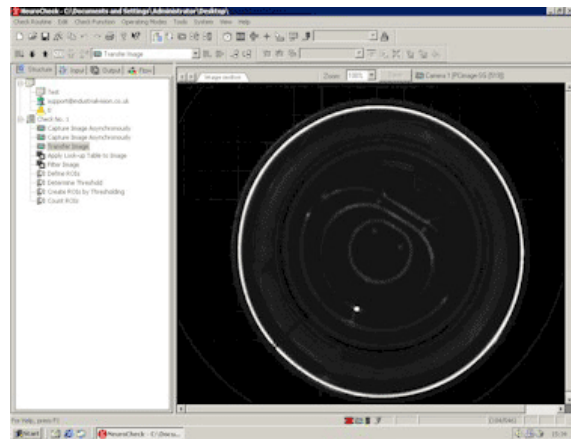 NeuroCheck - C:\Documents and Settings\Administrator\Desktop\
Check Routine Edit Check Function Operating Modes Tools System View Help
Transfer Image
Structure Input Output Flow
Image section
Zoom: 100%
Camera 1
Test
support@industrialvision.co.uk
Check No. 1
Capture Image Asynchronously
Capture Image Asynchronously
Transfer Image
Apply Look-up Table to Image
Filter Image
Define ROIs
Determine Threshold
Create ROIs by Thresholding
Count ROIs
For Help, press F1
Start
NeuroCheck - C:\Docu...
15:34